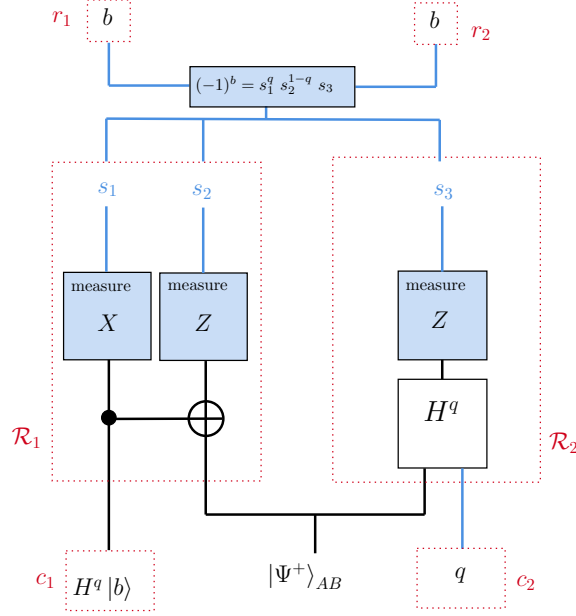 r₁ b b r₂
(−1)ᵇ = s₁^q s₂^{1−q} s₃
s₁ s₂ s₃
measure measure measure
X Z Z
H^q
R₁ R₂
c₁ H^q |b⟩ |Ψ⁺⟩_{AB} q c₂